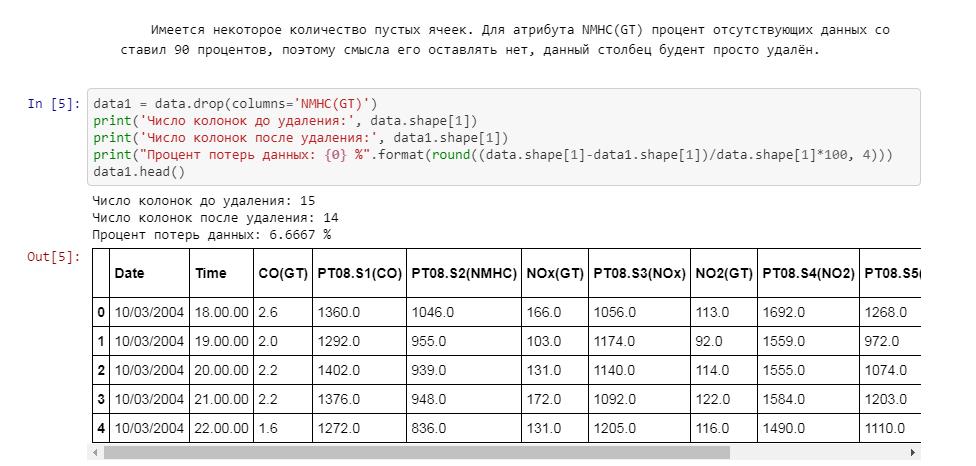 Имеется некоторое количество пустых ячеек. Для атрибута NMHC(GT) процент отсутствующих данных со
ставил 90 процентов, поэтому смысла его оставлять нет, данный столбец будент просто удалён.
In [5]: data1 = data.drop(columns='NMHC(GT)')
print('Число колонок до удаления:', data.shape[1])
print('Число колонок после удаления:', data1.shape[1])
print("Процент потерь данных: {0} %".format(round((data.shape[1]-data1.shape[1])/data.shape[1]*100, 4)))
data1.head()
Число колонок до удаления: 15
Число колонок после удаления: 14
Процент потерь данных: 6.6667 %
Out[5]:
Date Time CO(GT) PT08.S1(CO) PT08.S2(NMHC) NOx(GT) PT08.S3(NOx) NO2(GT) PT08.S4(NO2) PT08.S5(
0 10/03/2004 18.00.00 2.6 1360.0 1046.0 166.0 1056.0 113.0 1692.0 1268.0
1 10/03/2004 19.00.00 2.0 1292.0 955.0 103.0 1174.0 92.0 1559.0 972.0
2 10/03/2004 20.00.00 2.2 1402.0 939.0 131.0 1140.0 114.0 1555.0 1074.0
3 10/03/2004 21.00.00 2.2 1376.0 948.0 172.0 1092.0 122.0 1584.0 1203.0
4 10/03/2004 22.00.00 1.6 1272.0 836.0 131.0 1205.0 116.0 1490.0 1110.0